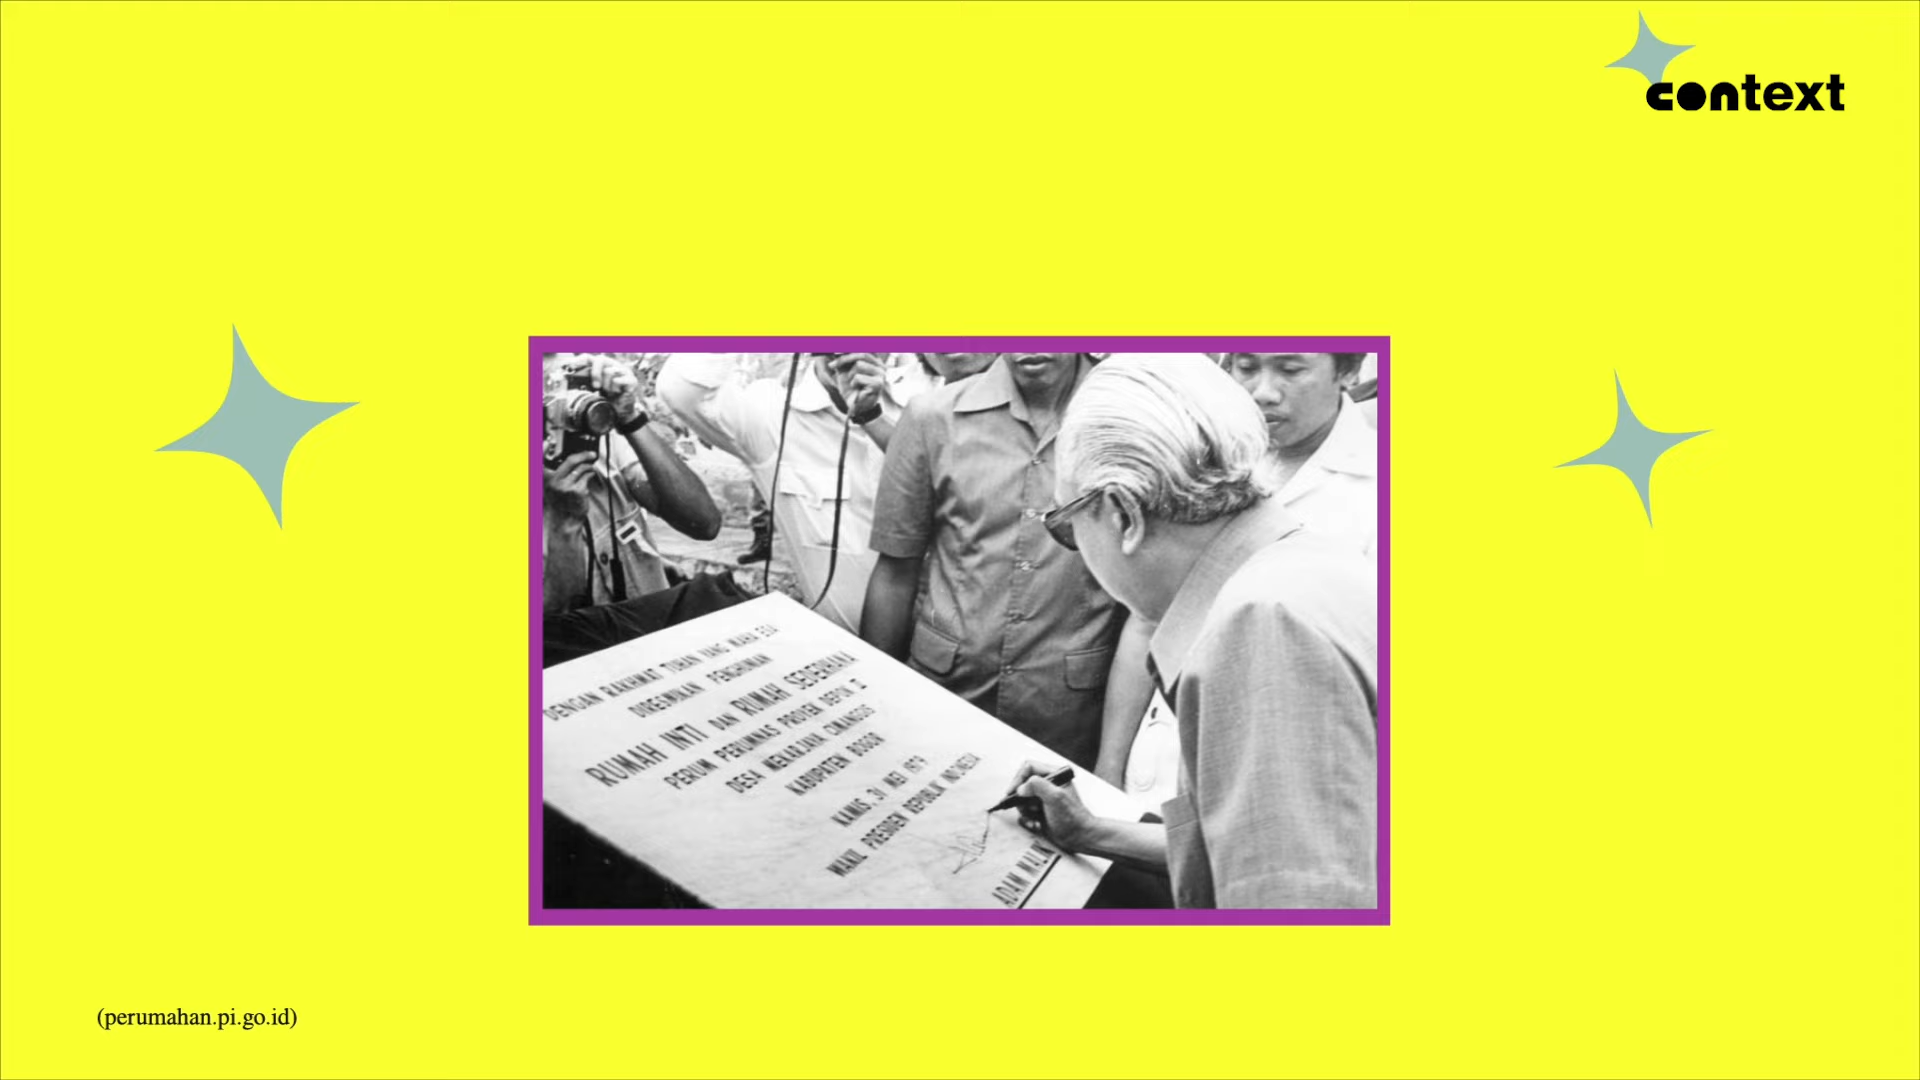 context
DENGAN RAKHMAT TUHAN YANG MAHA ESA
DIRESMIKAN PENGHUNIAN
RUMAH INTI DAN RUMAH SEDERHANA
PERUM PERUMNAS PROYEK DEPOK II
DESA MEKARJAYA CIMANGGIS
KABUPATEN BOGOR
KAMIS, 31 MEI 1979
WAKIL PRESIDEN REPUBLIK INDONESIA
ADAM MALIK
(perumahan.pi.go.id)